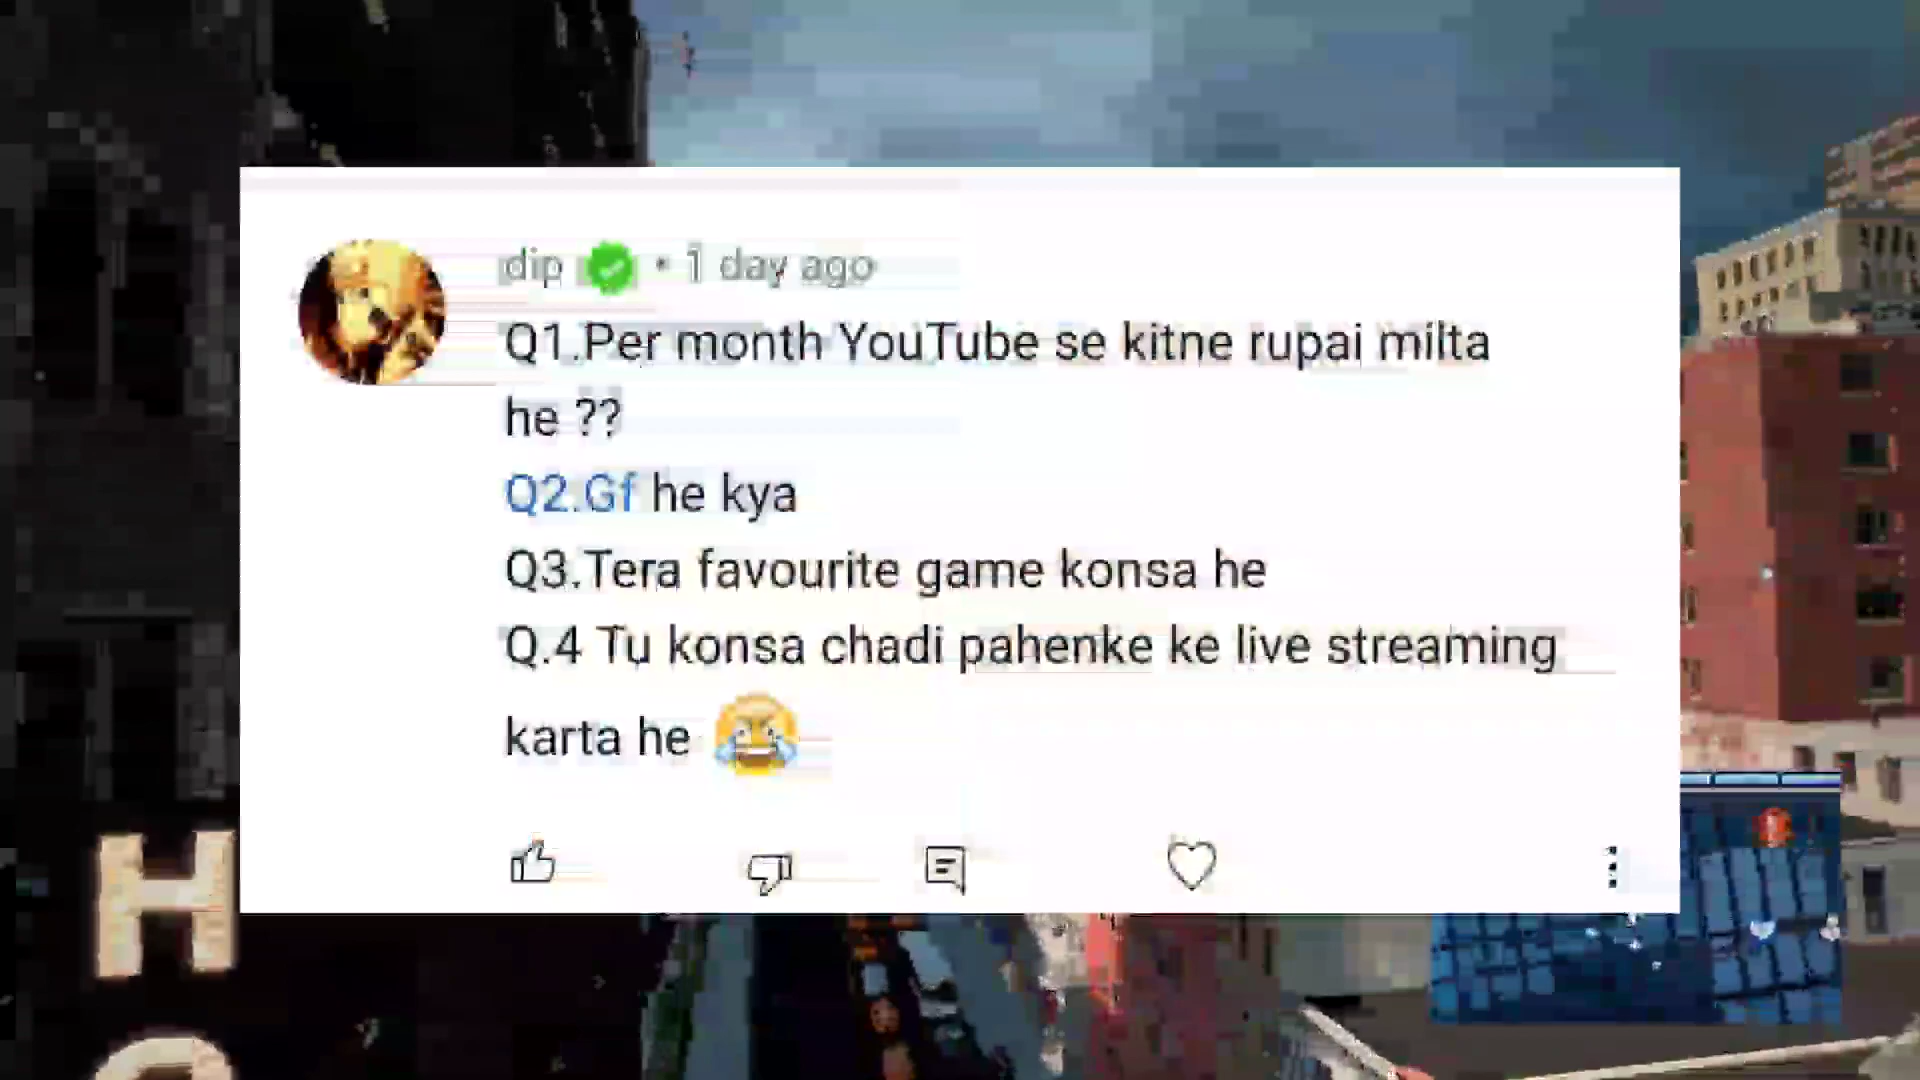 dip • 1 day ago
Q1.Per month YouTube se kitne rupai milta
he ??
Q2.Gf he kya
Q3.Tera favourite game konsa he
Q.4 Tu konsa chadi pahenke ke live streaming
karta he 😂
H